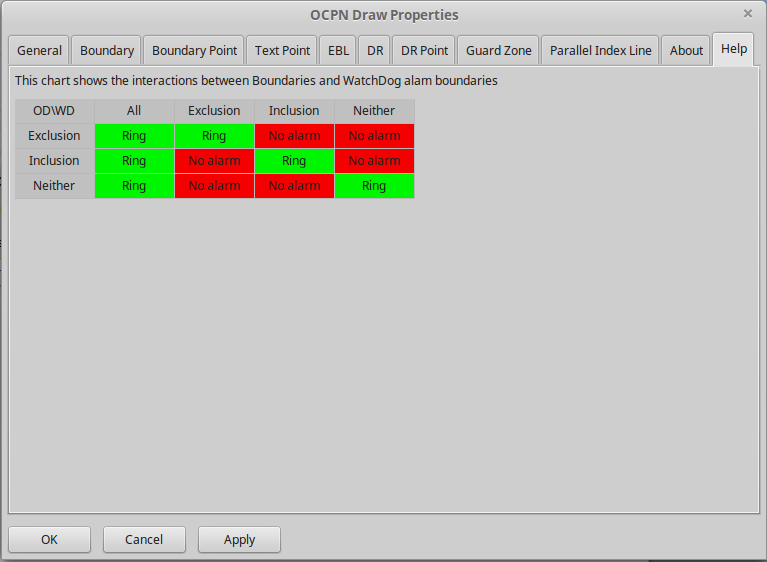 OCPN Draw Properties
General Boundary Boundary Point Text Point EBL DR DR Point Guard Zone Parallel Index Line About Help
This chart shows the interactions between Boundaries and WatchDog alam boundaries
OD\WD All Exclusion Inclusion Neither
Exclusion Ring Ring No alarm No alarm
Inclusion Ring No alarm Ring No alarm
Neither Ring No alarm No alarm Ring
OK Cancel Apply